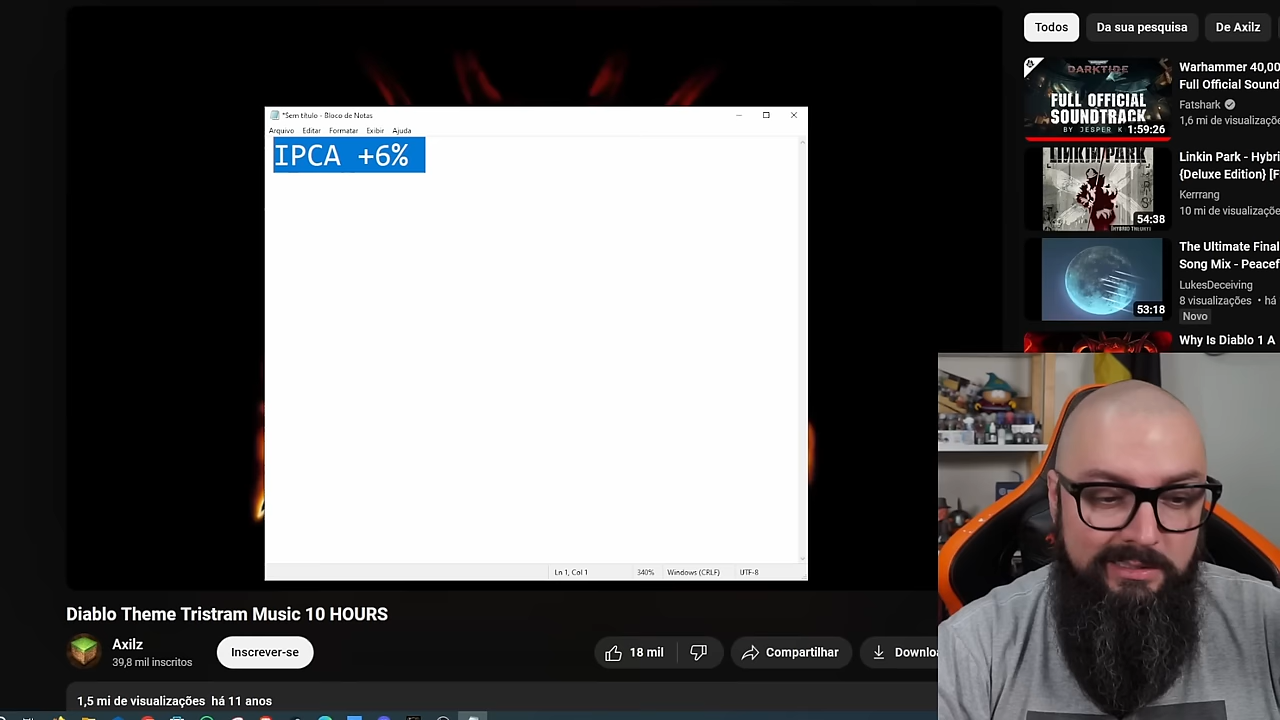 *Sem título - Bloco de Notas
Arquivo Editar Formatar Exibir Ajuda
IPCA +6%
Ln 1, Col 1 340% Windows (CRLF) UTF-8
Diablo Theme Tristram Music 10 HOURS
Axilz
39,8 mil inscritos
Inscrever-se
18 mil
Compartilhar
Downlo
1,5 mi de visualizações há 11 anos
Todos
Da sua pesquisa
De Axilz
DARKTIDE
FULL OFFICIAL
SOUNDTRACK
BY JESPER K
1:59:26
Warhammer 40,00
Full Official Sound
Fatshark
1,6 mi de visualizaçõe
LINKIN PARK
54:38
Linkin Park - Hybri
{Deluxe Edition} [F
Kerrrang
10 mi de visualizaçõe
53:18
The Ultimate Final
Song Mix - Peacef
LukesDeceiving
8 visualizações • há
Novo
Why Is Diablo 1 A